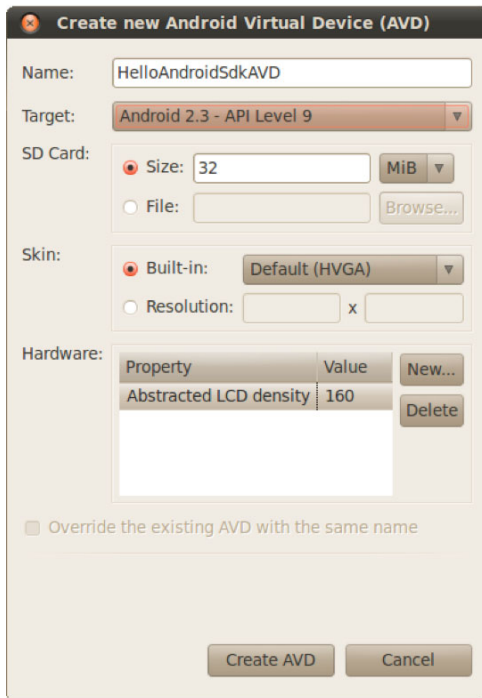 Create new Android Virtual Device (AVD)
Name: HelloAndroidSdkAVD
Target: Android 2.3 - API Level 9
SD Card:
Size: 32 MiB
File: Browse...
Skin:
Built-in: Default (HVGA)
Resolution: x
Hardware:
Property Value New...
Abstracted LCD density 160
Delete
Override the existing AVD with the same name
Create AVD Cancel